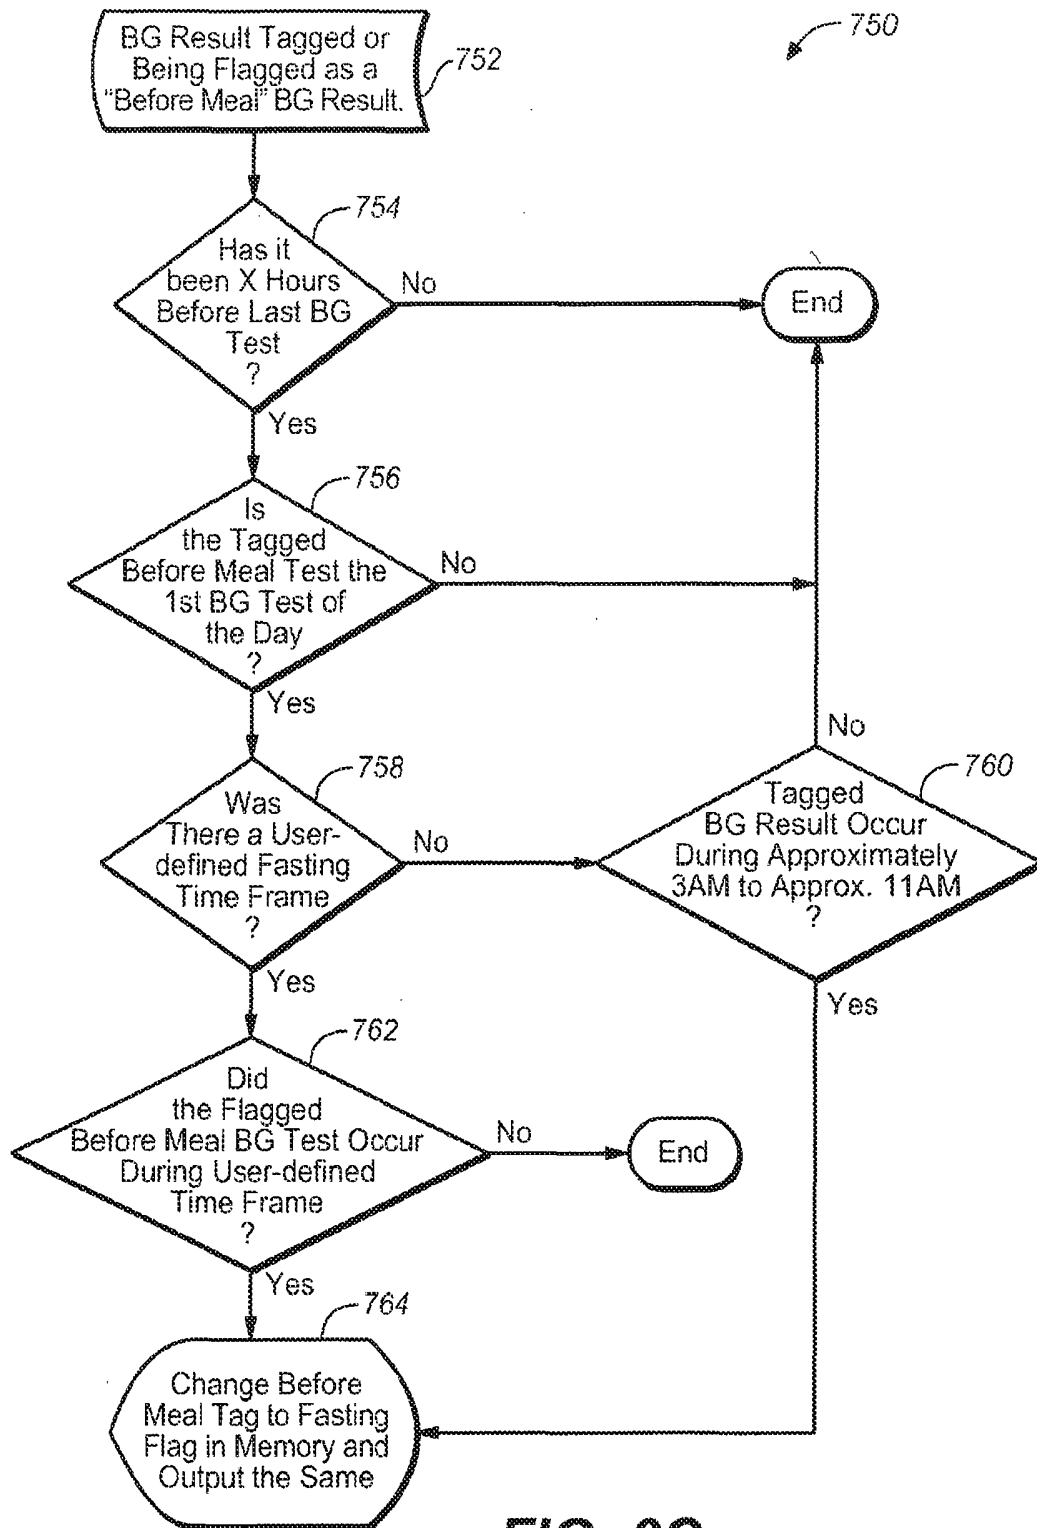 750
BG Result Tagged or
Being Flagged as a
"Before Meal" BG Result.
752
754
Has it
been X Hours
Before Last BG
Test
?
No
End
Yes
756
Is
the Tagged
Before Meal Test the
1st BG Test of
the Day
?
No
Yes
758
Was
There a User-
defined Fasting
Time Frame
?
No
760
Tagged
BG Result Occur
During Approximately
3AM to Approx. 11AM
?
No
Yes
Yes
762
Did
the Flagged
Before Meal BG Test Occur
During User-defined
Time Frame
?
No
End
Yes
764
Change Before
Meal Tag to Fasting
Flag in Memory and
Output the Same